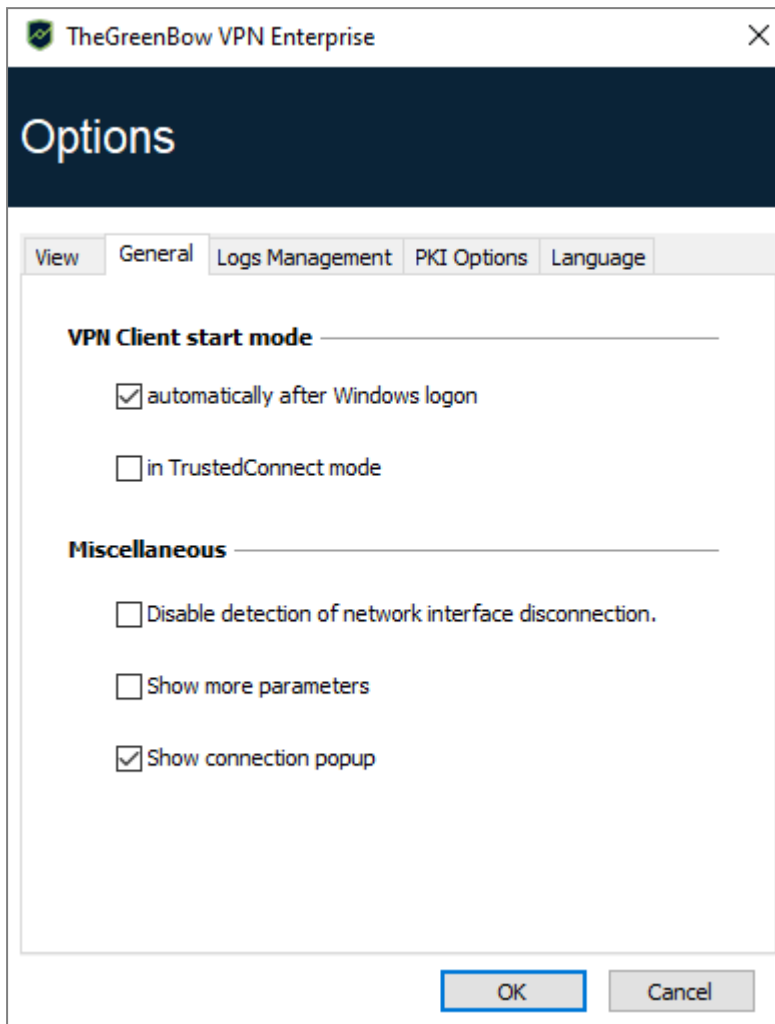 TheGreenBow VPN Enterprise
Options
View General Logs Management PKI Options Language
VPN Client start mode
automatically after Windows logon
in TrustedConnect mode
Miscellaneous
Disable detection of network interface disconnection.
Show more parameters
Show connection popup
OK Cancel